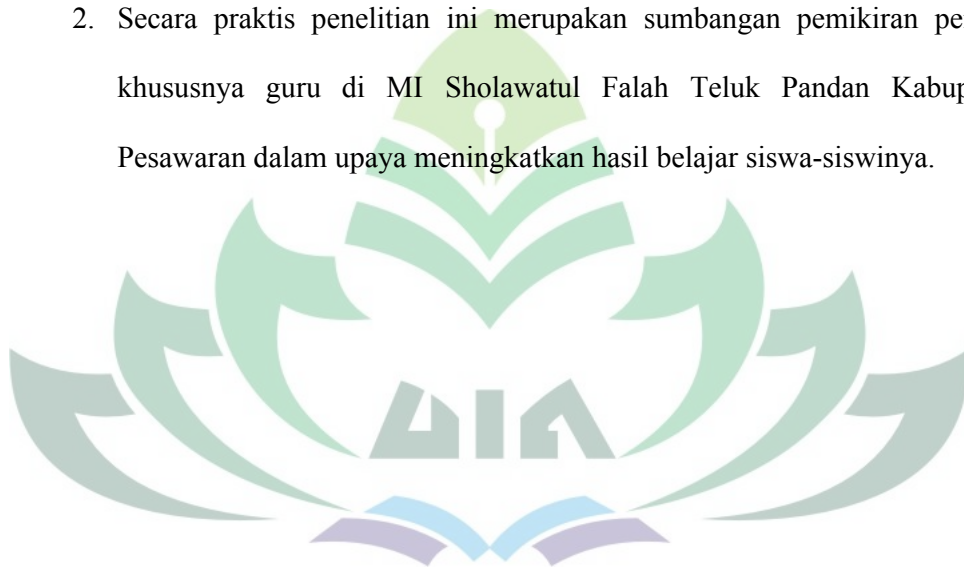 2. Secara praktis penelitian ini merupakan sumbangan pemikiran
khususnya guru di MI Sholawatul Falah Teluk Pandan
Pesawaran dalam upaya meningkatkan hasil belajar siswa-siswinya.
UIN